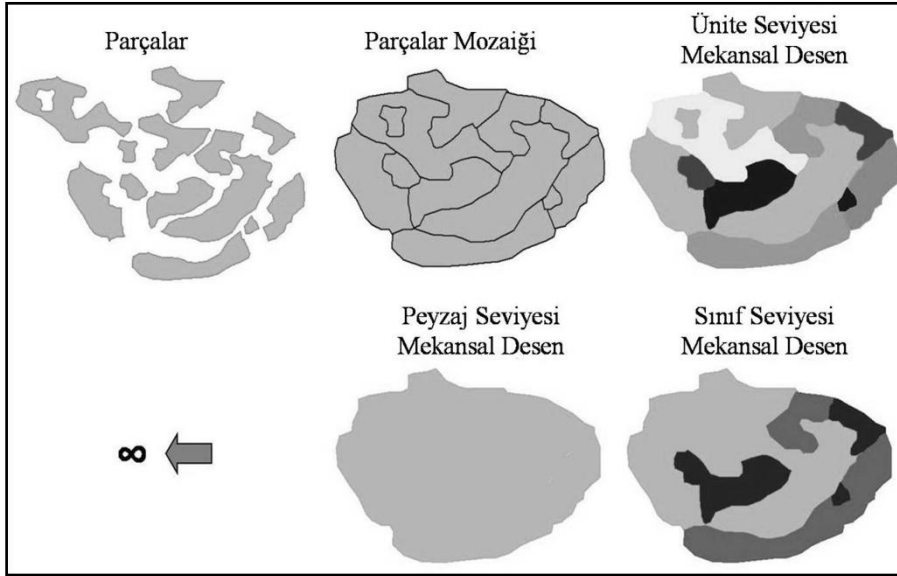 Parçalar
Parçalar Mozaiği
Ünite Seviyesi
Mekansal Desen
Peyzaj Seviyesi
Mekansal Desen
Sınıf Seviyesi
Mekansal Desen
∞